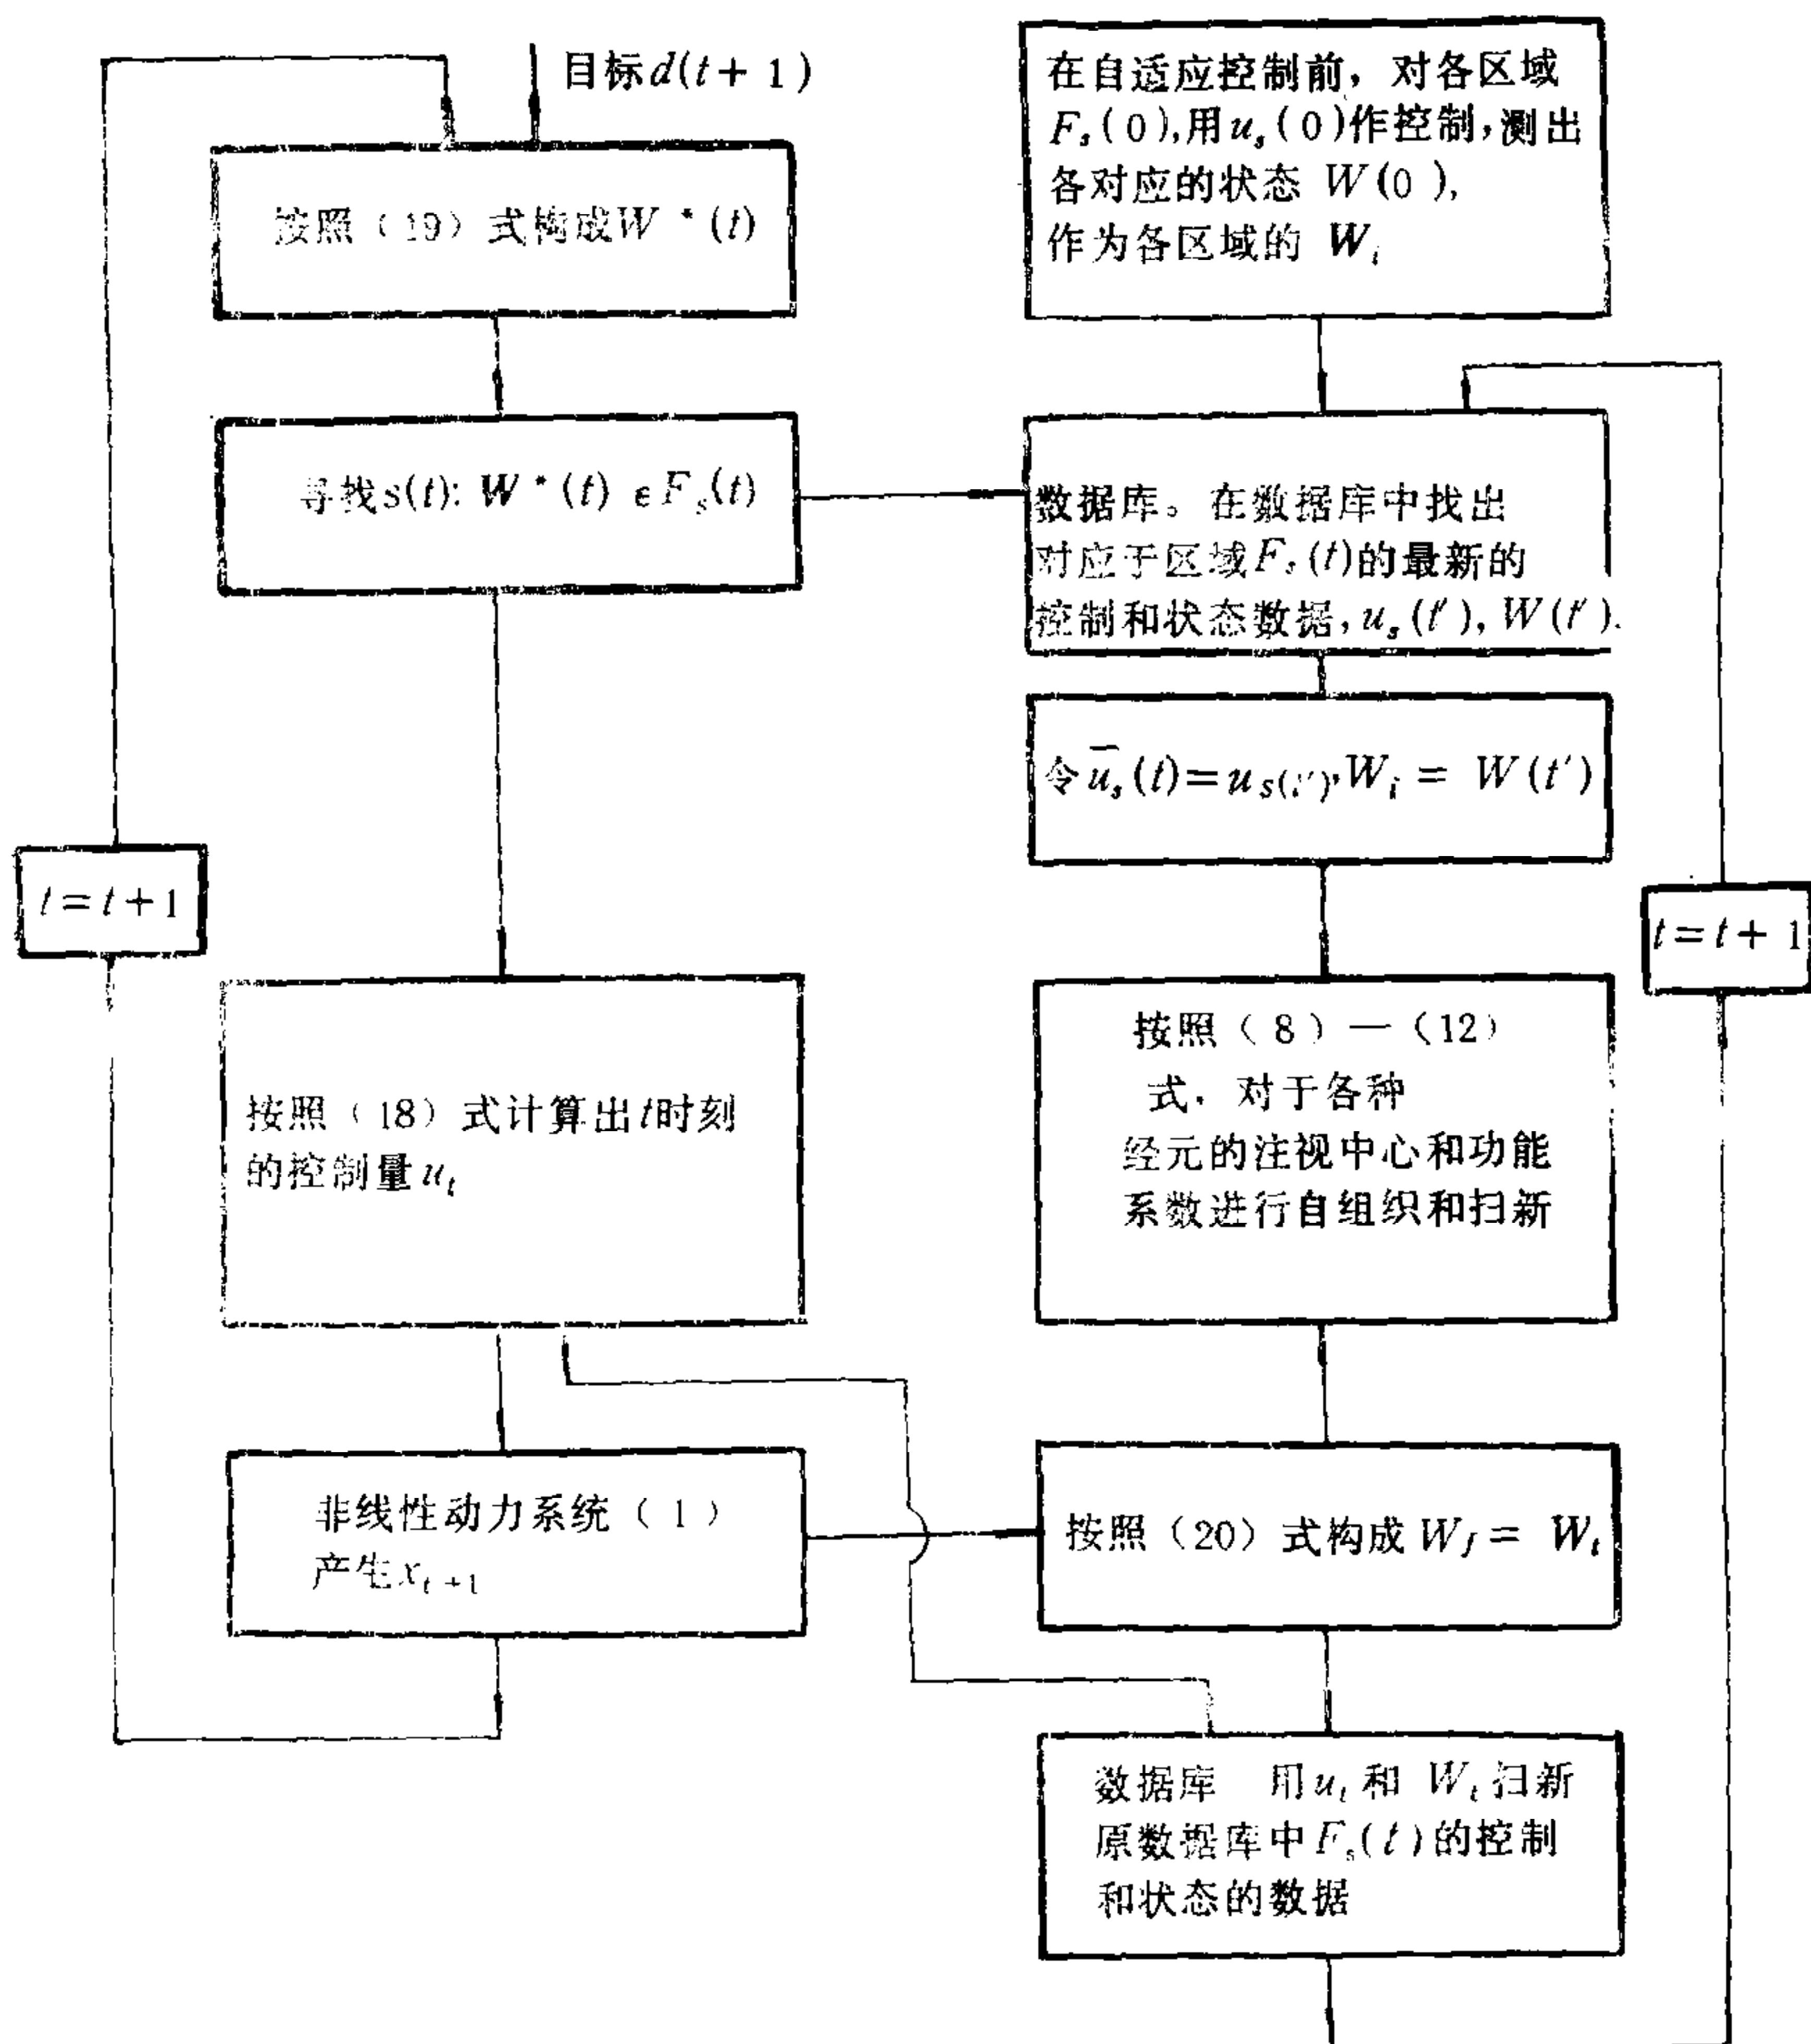 目标d(t+1)
按照（19）式构成W*(t)
寻找s(t): W*(t) ∈F_s(t)
t=t+1
按照（18）式计算出t时刻
的控制量u_t
非线性动力系统（1）
产生x_{t+1}
在自适应控制前，对各区域
F_s(0),用u_s(0)作控制,测出
各对应的状态 W(0),
作为各区域的 W_i
数据库。在数据库中找出
对应于区域F_s(t)的最新的
控制和状态数据, u_s(t'), W(t').
令ū_s(t)=u_{s(t')},W_i = W(t')
t=t+1
按照（8）—（12）
式，对于各种
经元的注视中心和功能
系数进行自组织和扫新
按照（20）式构成 W_f = W_t
数据库 用u_t和 W_t扫新
原数据库中F_s(t)的控制
和状态的数据